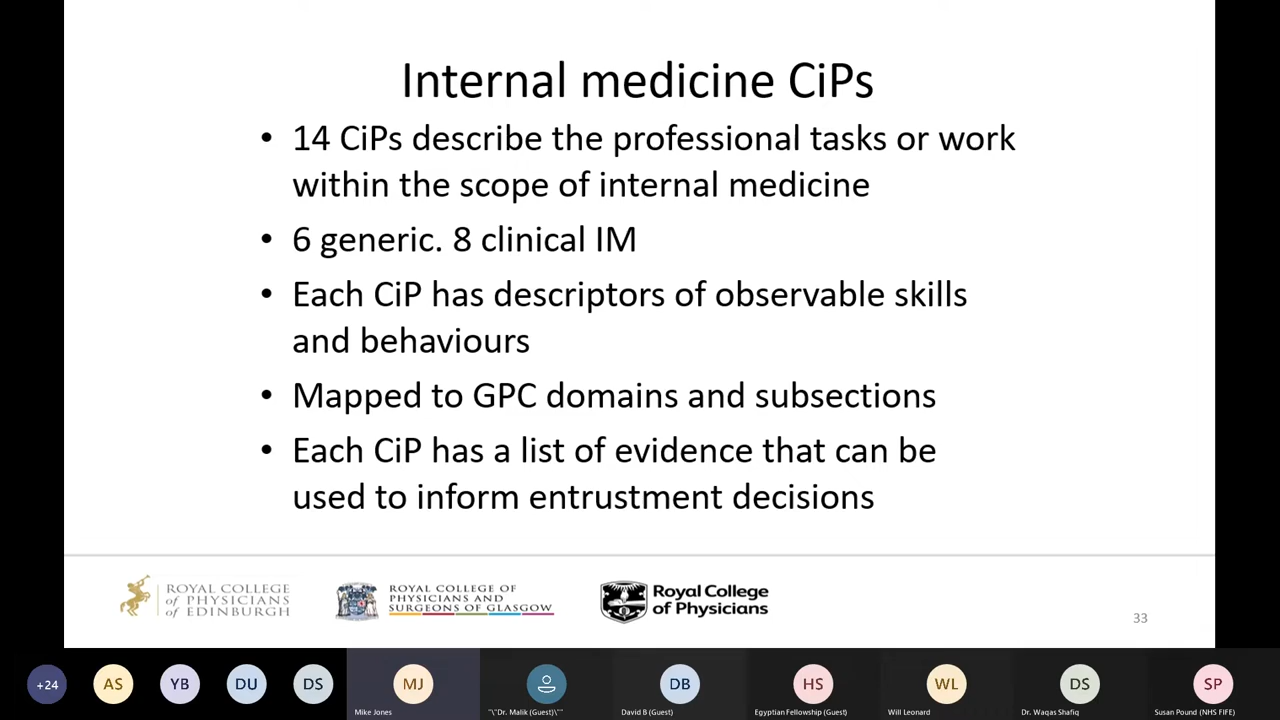 Internal medicine CiPs
• 14 CiPs describe the professional tasks or work
within the scope of internal medicine
• 6 generic. 8 clinical IM
• Each CiP has descriptors of observable skills
and behaviours
• Mapped to GPC domains and subsections
• Each CiP has a list of evidence that can be
used to inform entrustment decisions
ROYAL COLLEGE
of PHYSICIANS
of EDINBURGH
ROYAL COLLEGE OF
PHYSICIANS AND
SURGEONS OF GLASGOW
Royal College
of Physicians
33
+24
AS
YB
DU
DS
MJ
DB
HS
WL
DS
SP
Mike Jones
"\"Dr. Malik (Guest)\""
David B (Guest)
Egyptian Fellowship (Guest)
Will Leonard
Dr. Waqas Shafiq
Susan Pound (NHS FIFE)